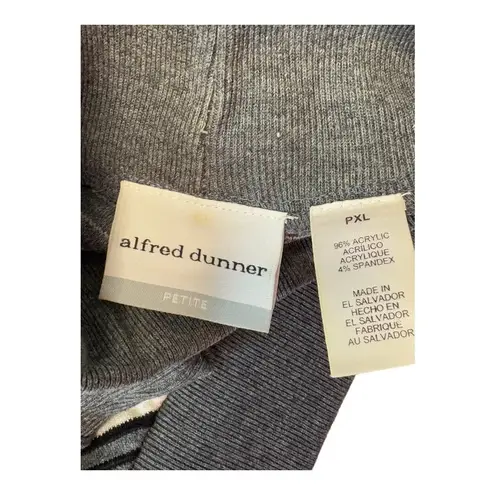 alfred dunner
PETITE
PXL
96% ACRYLIC
ACRÍLICO
ACRYLIQUE
4% SPANDEX
MADE IN
EL SALVADOR
HECHO EN
EL SALVADOR
FABRIQUE
AU SALVADOR